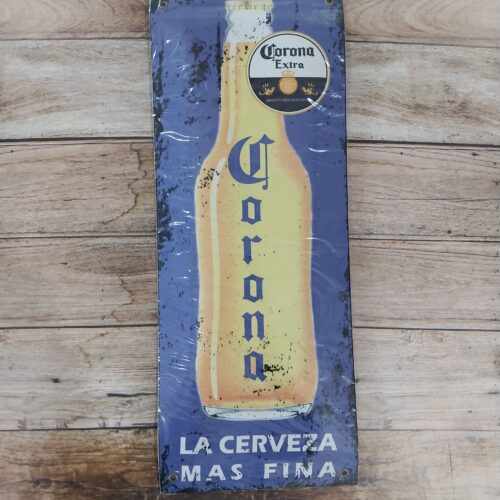 Corona
Extra
Corona
LA CERVEZA
MAS FINA